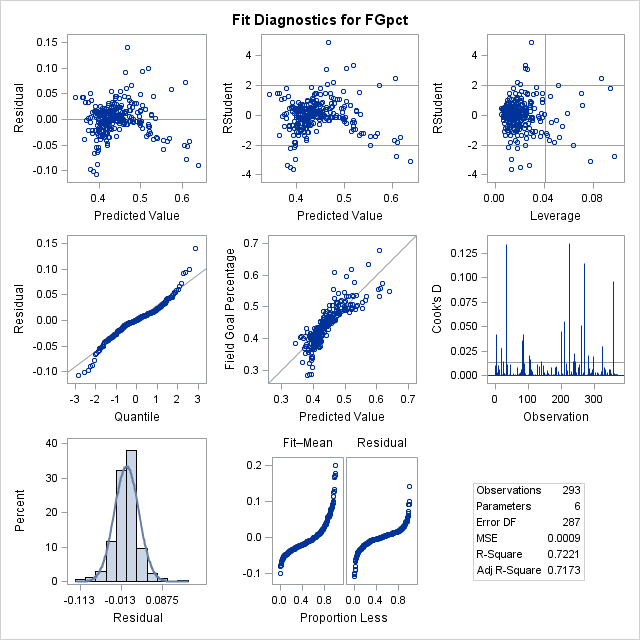 Fit Diagnostics for FGpct
0.15
0.10
0.05
0.00
-0.05
-0.10
Residual
0.4 0.5 0.6
Predicted Value
4
2
0
-2
-4
RStudent
0.4 0.5 0.6
Predicted Value
4
2
0
-2
-4
RStudent
0.00 0.04 0.08
Leverage
0.15
0.10
0.05
0.00
-0.05
-0.10
Residual
-3 -2 -1 0 1 2 3
Quantile
0.7
0.6
0.5
0.4
0.3
Field Goal Percentage
0.3 0.4 0.5 0.6 0.7
Predicted Value
0.125
0.100
0.075
0.050
0.025
0.000
Cook's D
0 100 200 300
Observation
40
30
20
10
0
Percent
-0.113 -0.013 0.0875
Residual
Fit–Mean Residual
0.2
0.1
0.0
-0.1
0.0 0.4 0.8 0.0 0.4 0.8
Proportion Less
Observations 293
Parameters 6
Error DF 287
MSE 0.0009
R-Square 0.7221
Adj R-Square 0.7173